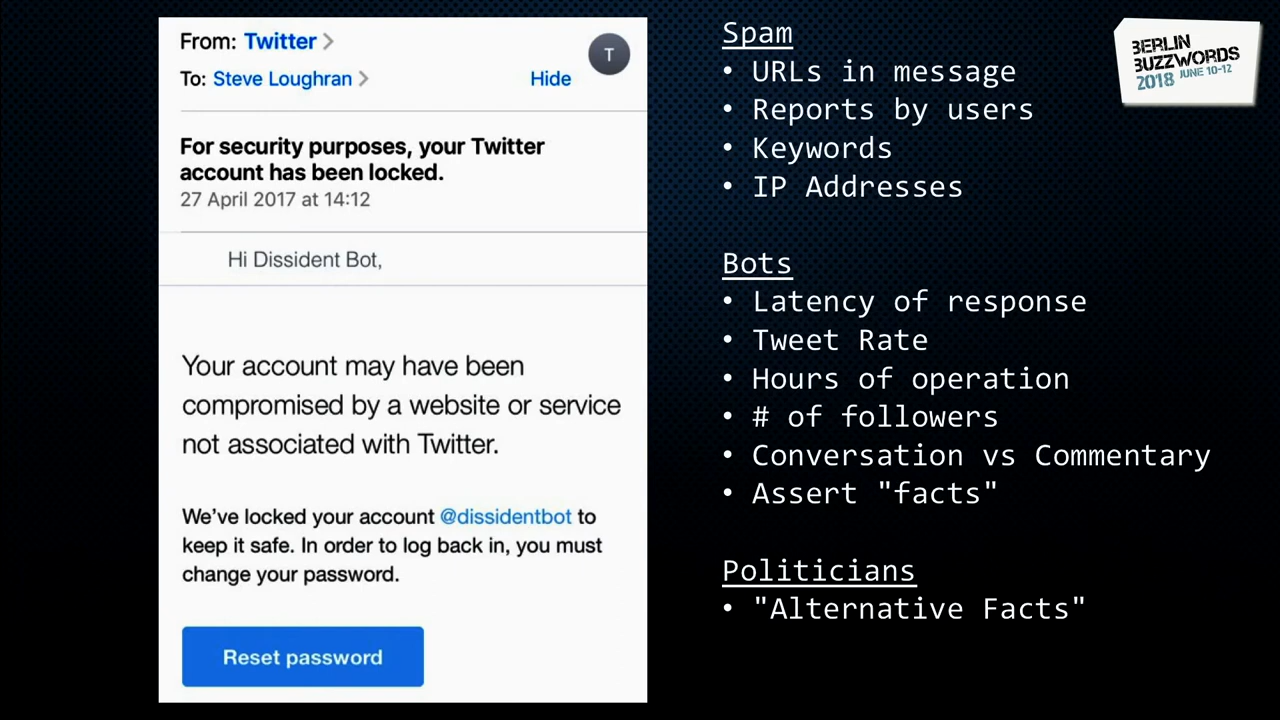 From: Twitter >
To: Steve Loughran >
Hide
T
For security purposes, your Twitter
account has been locked.
27 April 2017 at 14:12
Hi Dissident Bot,
Your account may have been
compromised by a website or service
not associated with Twitter.
We’ve locked your account @dissidentbot to
keep it safe. In order to log back in, you must
change your password.
Reset password
Spam
• URLs in message
• Reports by users
• Keywords
• IP Addresses
Bots
• Latency of response
• Tweet Rate
• Hours of operation
• # of followers
• Conversation vs Commentary
• Assert "facts"
Politicians
• "Alternative Facts"
BERLIN
BUZZWORDS
2018 JUNE 10-12